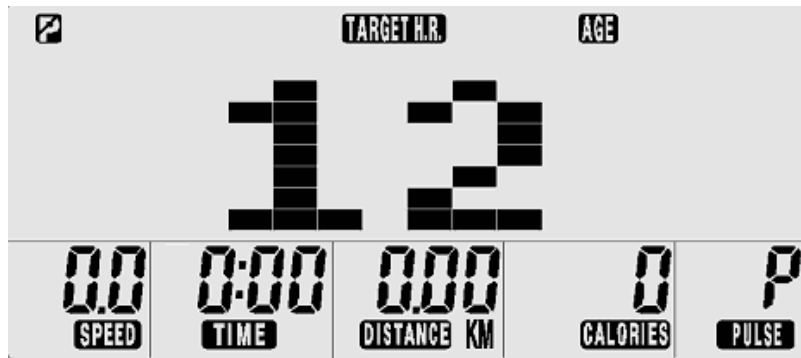 P TARGET H.R. AGE
12
0.0 0:00 0.00 0 P
SPEED TIME DISTANCE KM CALORIES PULSE